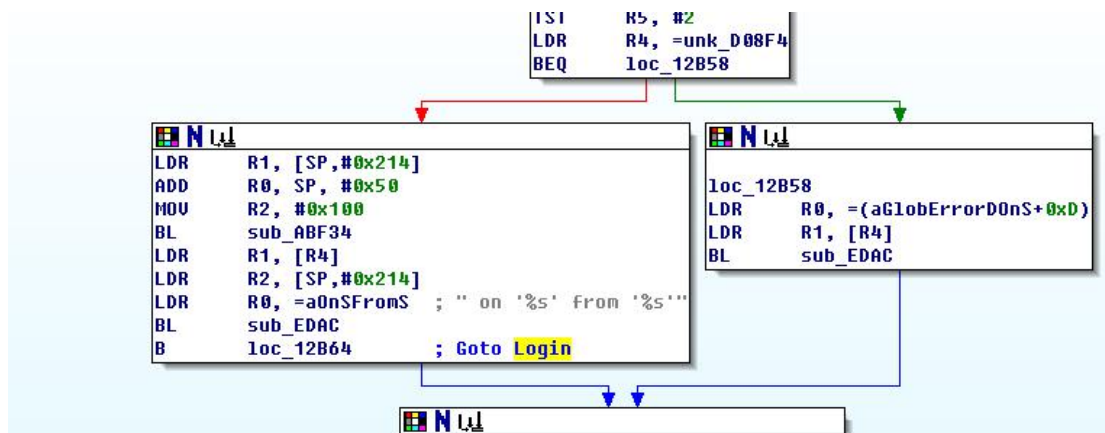 TST R5, #2
LDR R4, =unk_D08F4
BEQ loc_12B58
LDR R1, [SP,#0x214]
ADD R0, SP, #0x50
MOV R2, #0x100
BL sub_ABF34
LDR R1, [R4]
LDR R2, [SP,#0x214]
LDR R0, =aOnSFromS ; " on '%s' from '%s'"
BL sub_EDAC
B loc_12B64 ; Goto Login
loc_12B58
LDR R0, =(aGlobErrorDOnS+0xD)
LDR R1, [R4]
BL sub_EDAC